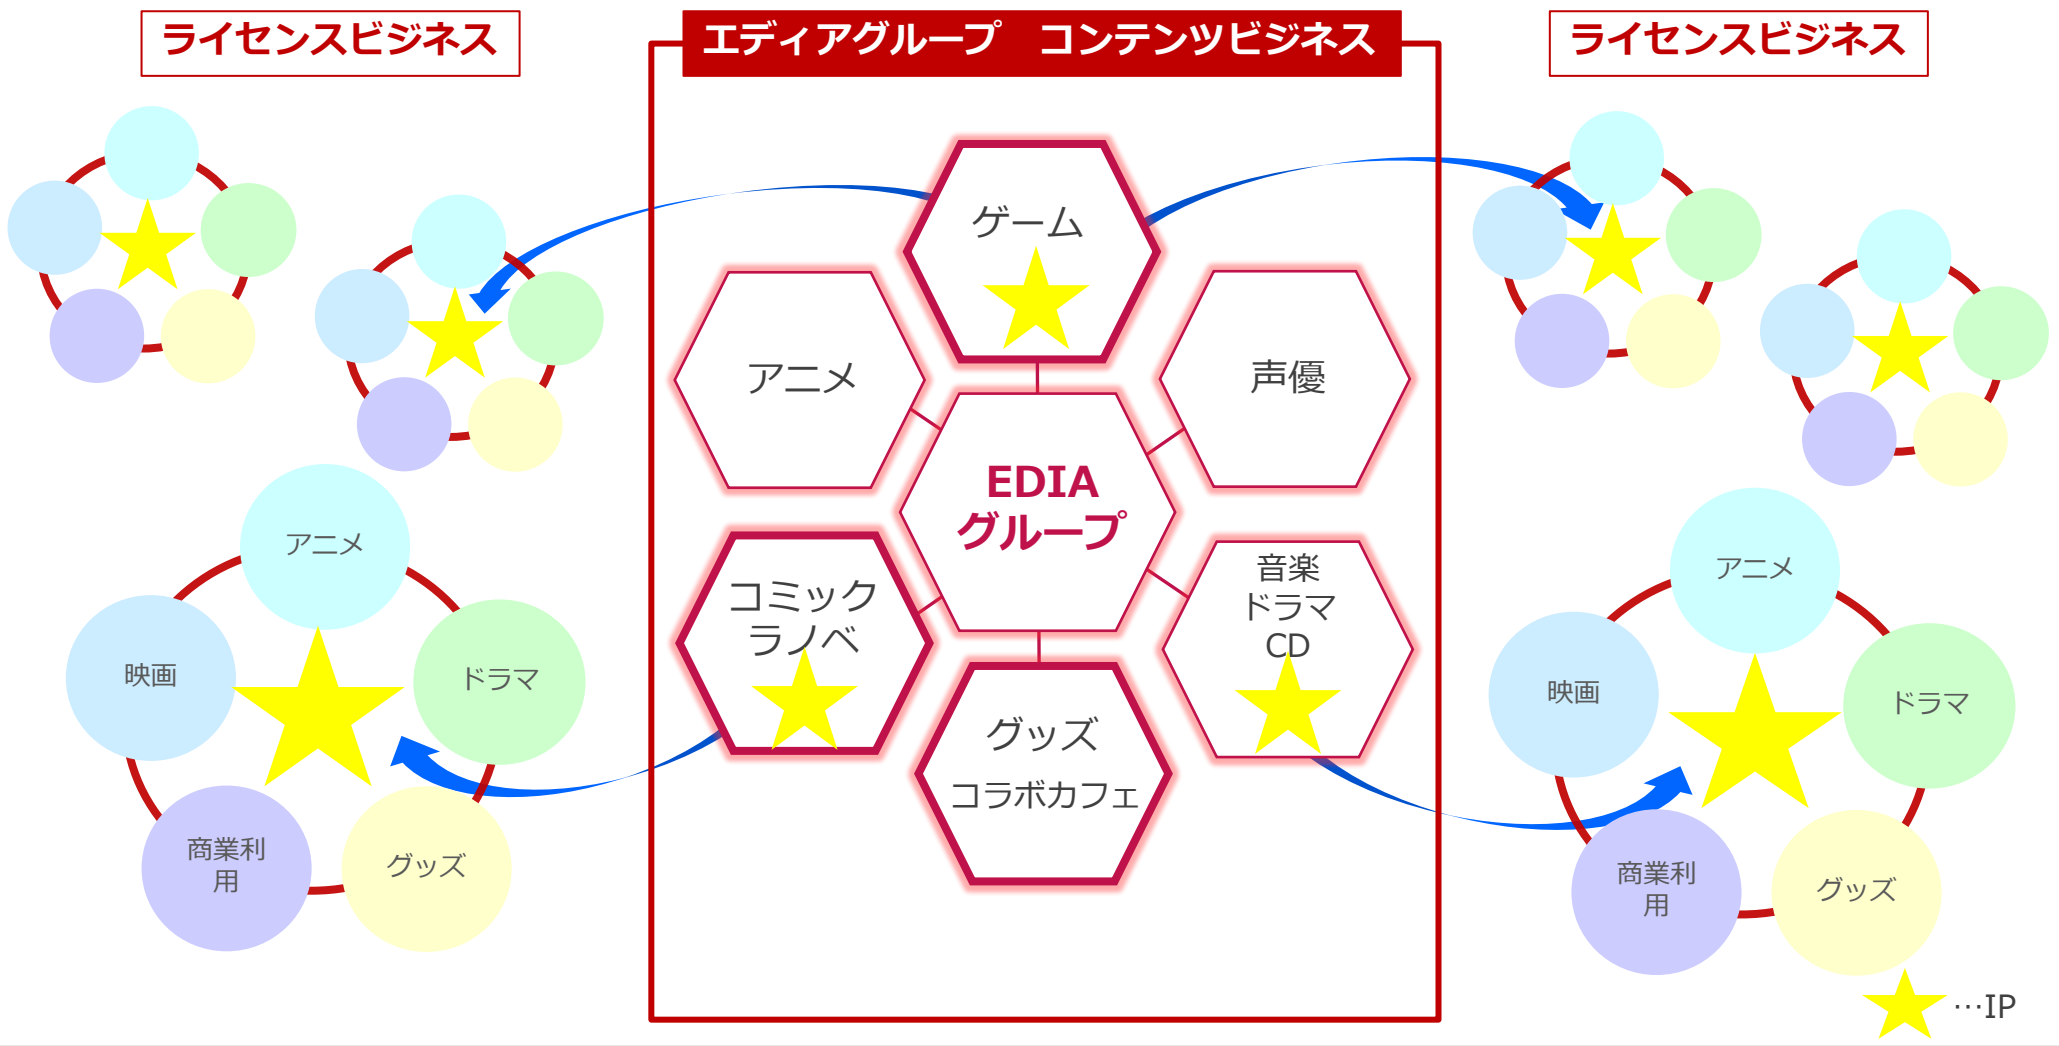 ライセンスビジネス
エディアグループ　コンテンツビジネス
ライセンスビジネス
ゲーム
アニメ
声優
EDIA
グループ
コミック
ラノベ
音楽
ドラマ
CD
グッズ
コラボカフェ
アニメ
映画
ドラマ
商業利
用
グッズ
アニメ
映画
ドラマ
商業利
用
グッズ
…IP